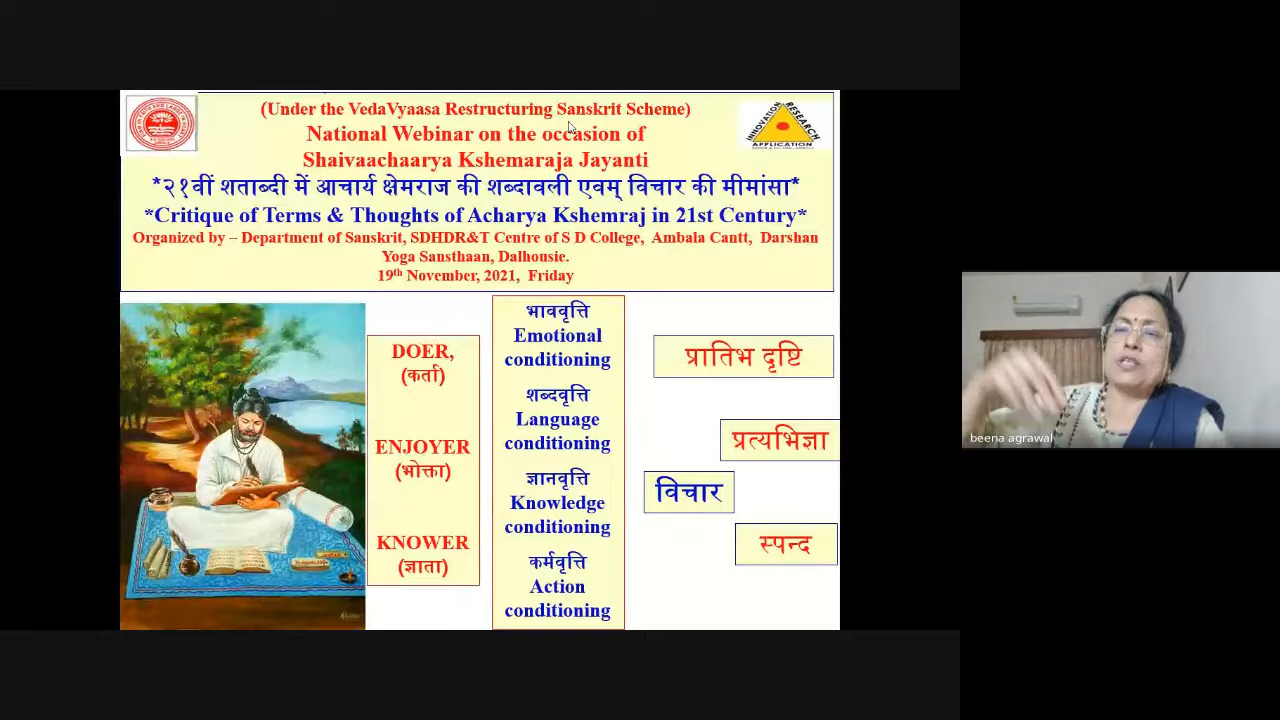 (Under the VedaVyaasa Restructuring Sanskrit Scheme)
National Webinar on the occasion of
Shaivaachaarya Kshemaraja Jayanti
*२१वीं शताब्दी में आचार्य क्षेमराज की शब्दावली एवम् विचार की मीमांसा*
*Critique of Terms & Thoughts of Acharya Kshemraj in 21st Century*
Organized by – Department of Sanskrit, SDHDR&T Centre of S D College, Ambala Cantt, Darshan
Yoga Sansthaan, Dalhousie.
19th November, 2021, Friday
INNOVATION
RESEARCH
APPLICATION
DOER,
(कर्ता)
ENJOYER
(भोक्ता)
KNOWER
(ज्ञाता)
भाववृत्ति
Emotional
conditioning
शब्दवृत्ति
Language
conditioning
ज्ञानवृत्ति
Knowledge
conditioning
कर्मवृत्ति
Action
conditioning
प्रातिभ दृष्टि
प्रत्यभिज्ञा
विचार
स्पन्द
beena agrawal